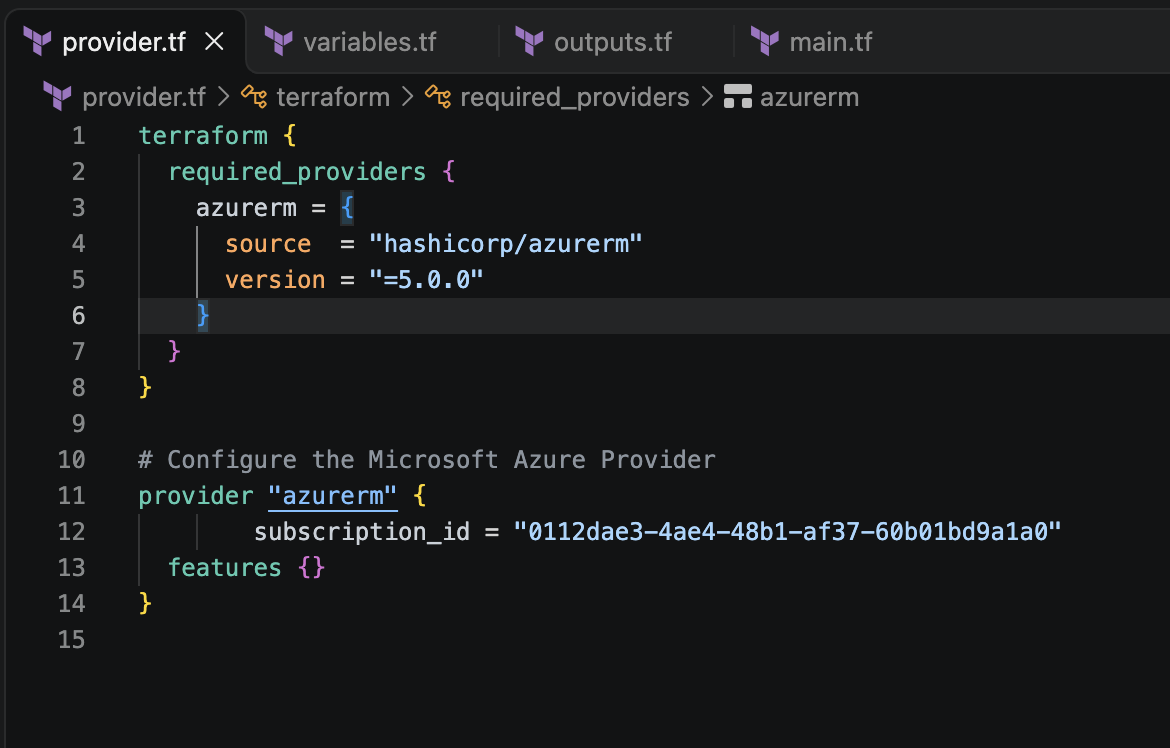 provider.tf variables.tf outputs.tf main.tf
provider.tf > terraform > required_providers > azurerm
1 terraform {
2   required_providers {
3     azurerm = {
4       source  = "hashicorp/azurerm"
5       version = "=5.0.0"
6     }
7   }
8 }
9
10 # Configure the Microsoft Azure Provider
11 provider "azurerm" {
12         subscription_id = "0112dae3-4ae4-48b1-af37-60b01bd9a1a0"
13   features {}
14 }
15